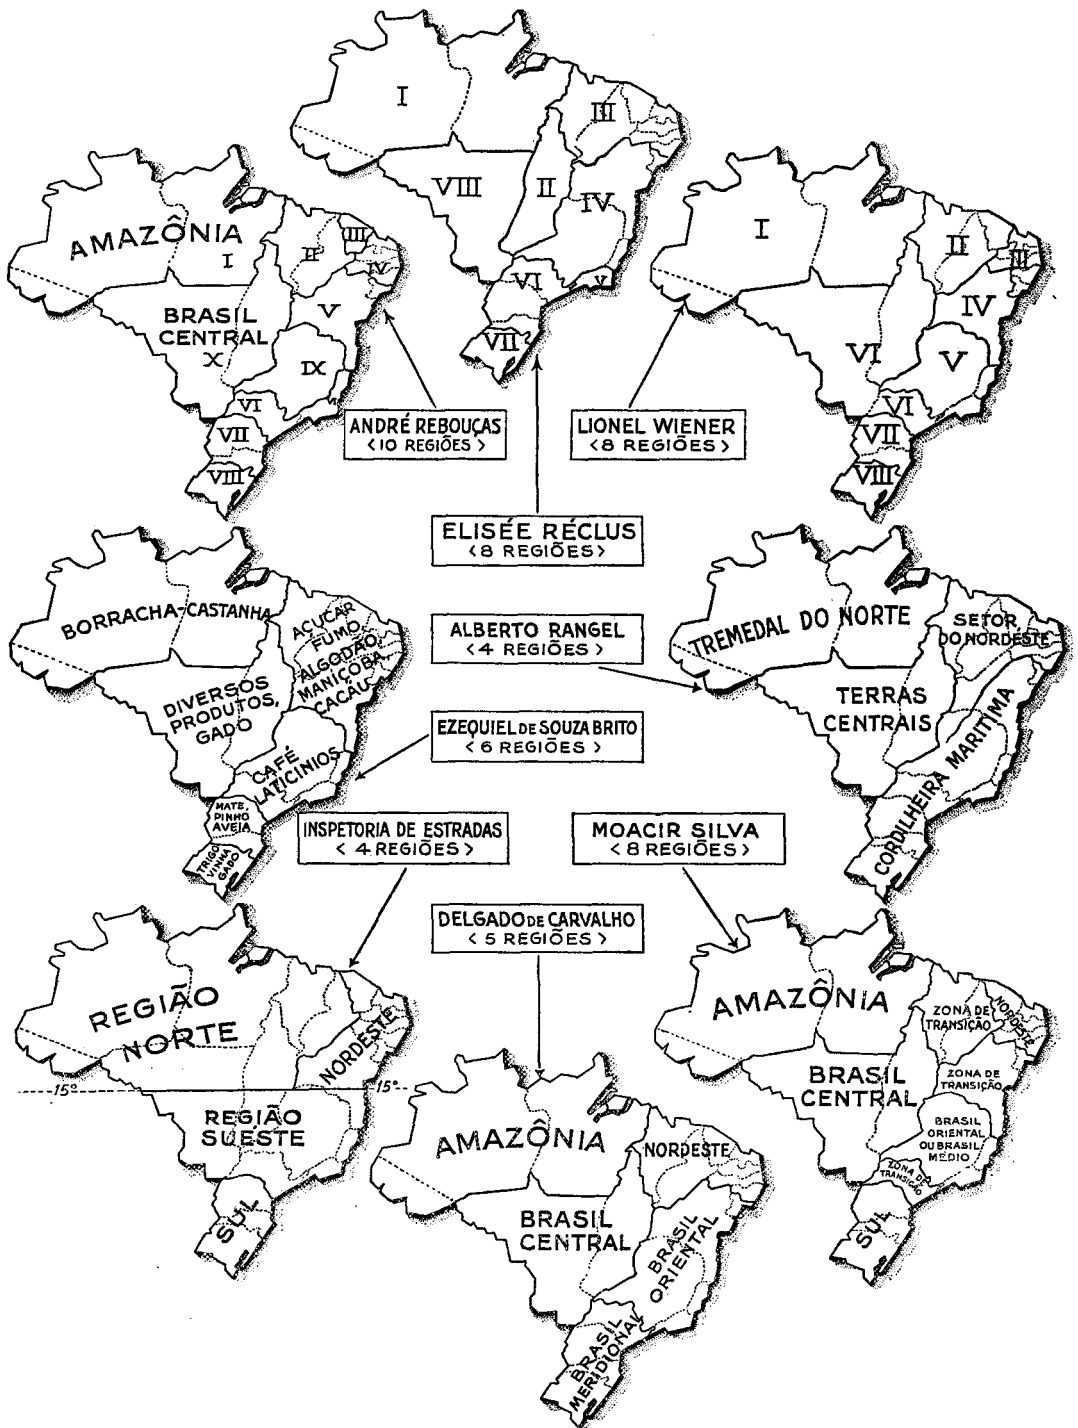 I
III
VIII
II
IV
VI
V
VII
AMAZÔNIA
I
II
III
IV
BRASIL
CENTRAL
X
V
IX
VI
VII
VIII
I
II
III
IV
VI
V
VI
VII
VIII
ANDRÉ REBOUÇAS
<10 REGIÕES>
LIONEL WIENER
<8 REGIÕES>
ELISÉE RÉCLUS
<8 REGIÕES>
BORRACHA-CASTANHA
AÇUCAR
FUMO,
ALGODÃO,
MANIÇOBA
CACÁU
DIVERSOS
PRODUTOS,
GADO
CAFÉ
LATICINIOS
MATE,
PINHO
AVEIA
TRIGO
VINHA
GADO
ALBERTO RANGEL
<4 REGIÕES>
TREMEDAL DO NORTE
SETOR
DO NORDESTE
TERRAS
CENTRAIS
CORDILHEIRA MARITIMA
EZEQUIEL DE SOUZA BRITO
<6 REGIÕES>
INSPETORIA DE ESTRADAS
<4 REGIÕES>
MOACIR SILVA
<8 REGIÕES>
DELGADO DE CARVALHO
<5 REGIÕES>
REGIÃO
NORTE
NORDESTE
15º
15º
REGIÃO
SUESTE
SUL
AMAZÔNIA
NORDESTE
BRASIL
CENTRAL
BRASIL
ORIENTAL
BRASIL
MERIDIONAL
AMAZÔNIA
ZONA DE
TRANSIÇÃO
NORDESTE
BRASIL
CENTRAL
ZONA DE
TRANSIÇÃO
BRASIL
ORIENTAL
OU BRASIL
MÉDIO
ZONA DE
TRANSIÇÃO
SUL